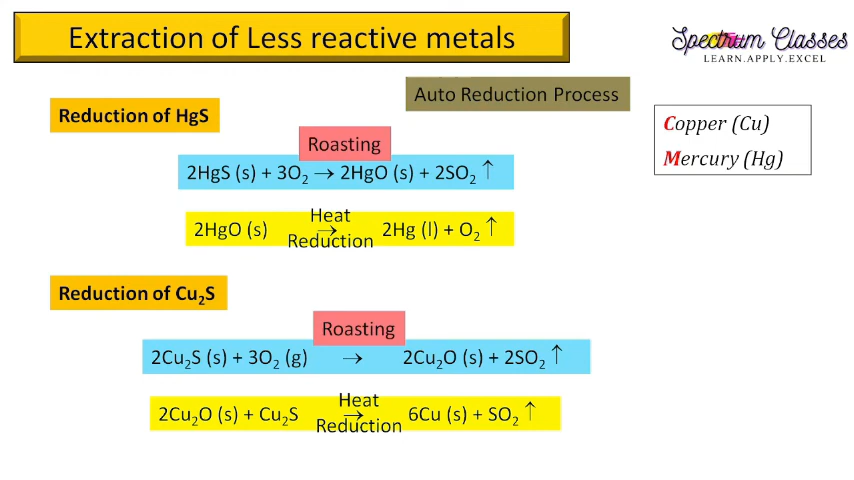 Extraction of Less reactive metals
Spectrum Classes
LEARN.APPLY.EXCEL
Auto Reduction Process
Reduction of HgS
Copper (Cu)
Mercury (Hg)
Roasting
2HgS (s) + 3O₂ → 2HgO (s) + 2SO₂ ↑
Heat
2HgO (s) → 2Hg (l) + O₂ ↑
Reduction
Reduction of Cu₂S
Roasting
2Cu₂S (s) + 3O₂ (g) → 2Cu₂O (s) + 2SO₂ ↑
Heat
2Cu₂O (s) + Cu₂S → 6Cu (s) + SO₂ ↑
Reduction